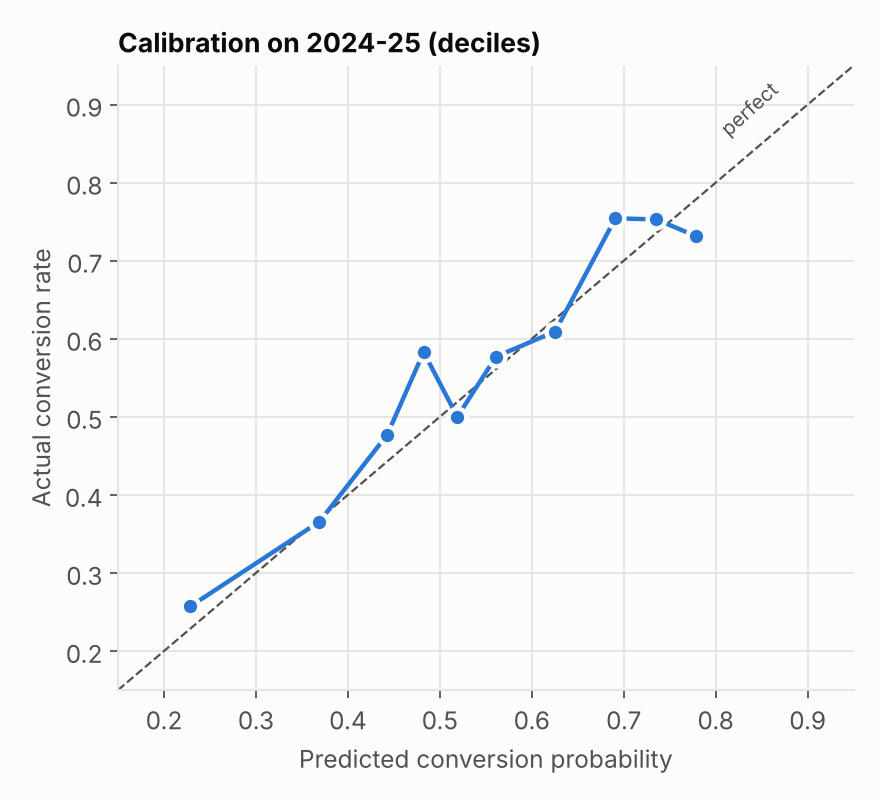 Calibration on 2024-25 (deciles)
perfect
0.9
0.8
0.7
0.6
0.5
0.4
0.3
0.2
Actual conversion rate
0.2 0.3 0.4 0.5 0.6 0.7 0.8 0.9
Predicted conversion probability